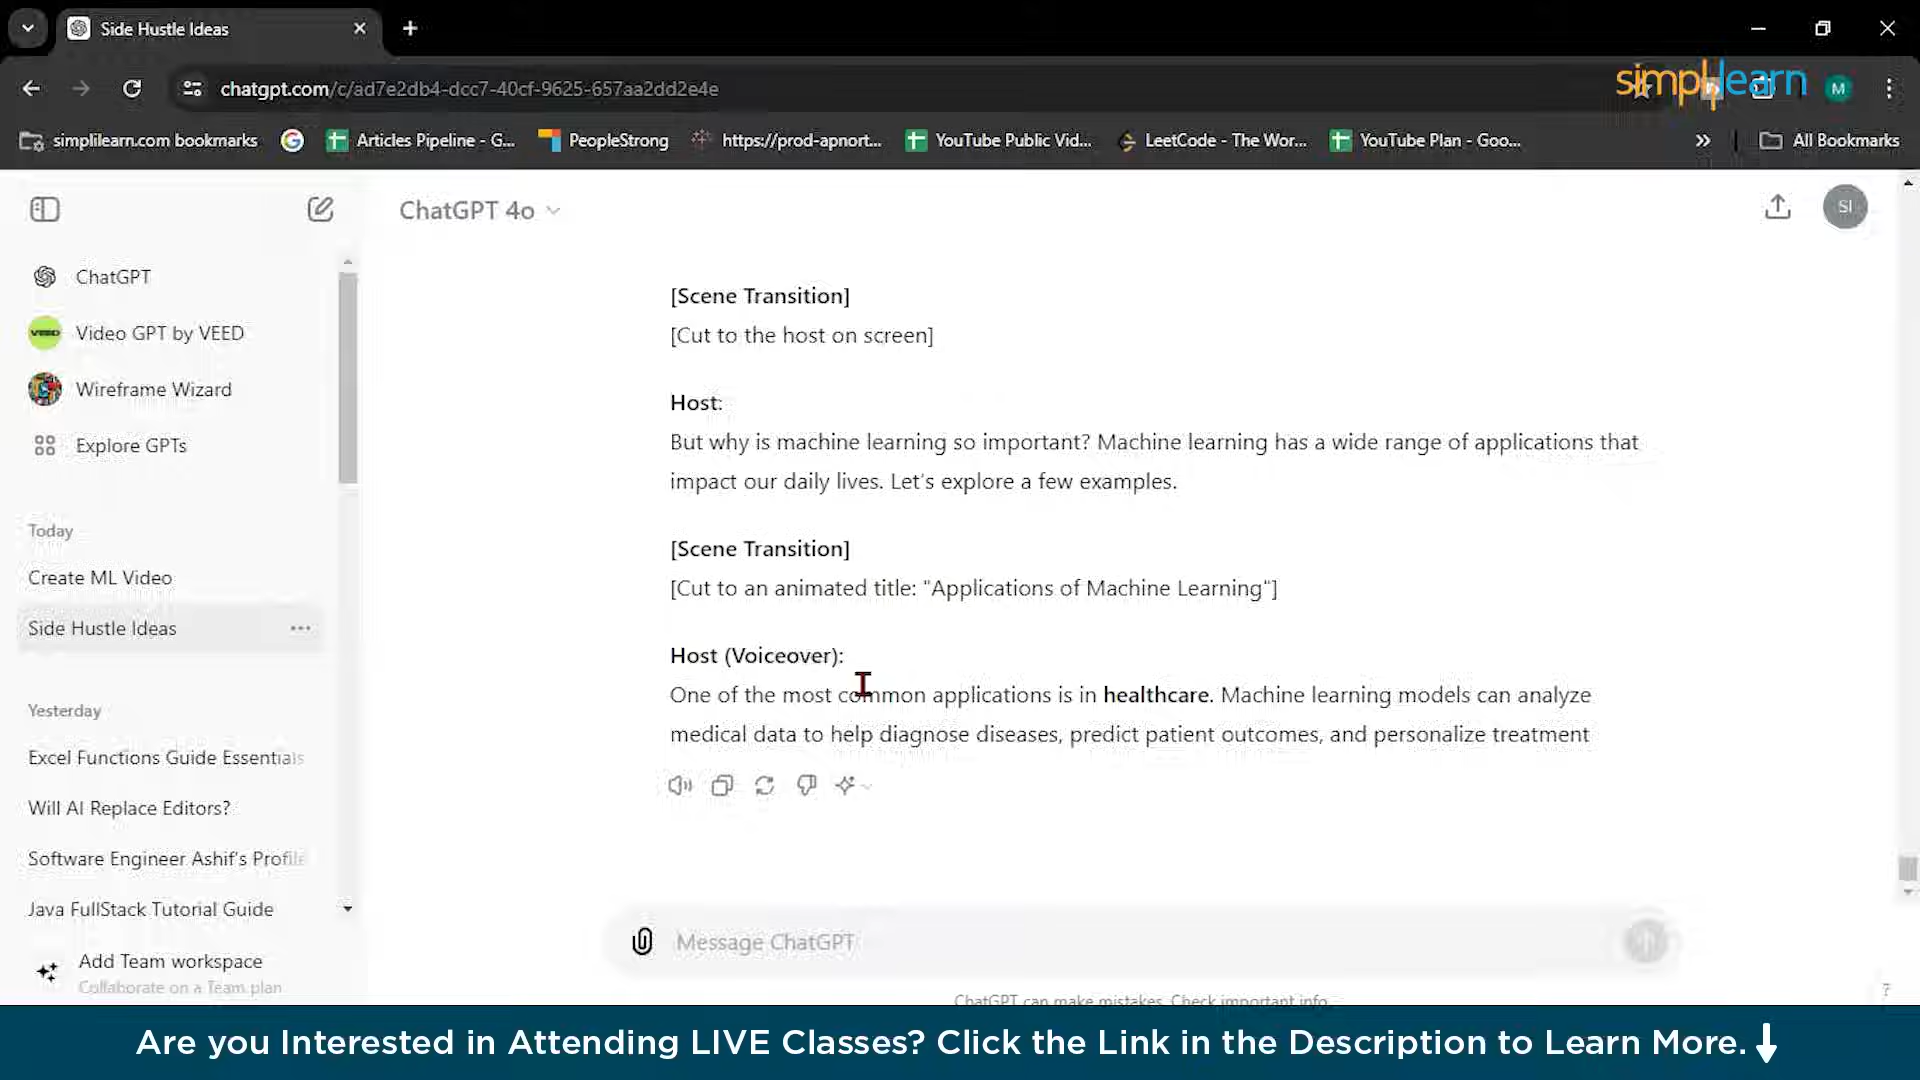 Side Hustle Ideas
simplilearn
chatgpt.com/c/ad7e2db4-dcc7-40cf-9625-657aa2dd2e4e
M
simplilearn.com bookmarks
Articles Pipeline - G...
PeopleStrong
https://prod-apnort...
YouTube Public Vid...
LeetCode - The Wor...
YouTube Plan - Goo...
All Bookmarks
ChatGPT 4o
SI
ChatGPT
VEED
Video GPT by VEED
Wireframe Wizard
Explore GPTs
Today
Create ML Video
Side Hustle Ideas
Yesterday
Excel Functions Guide Essentials
Will AI Replace Editors?
Software Engineer Ashif's Profile
Java FullStack Tutorial Guide
Add Team workspace
Collaborate on a Team plan
[Scene Transition]
[Cut to the host on screen]
Host:
But why is machine learning so important? Machine learning has a wide range of applications that
impact our daily lives. Let's explore a few examples.
[Scene Transition]
[Cut to an animated title: "Applications of Machine Learning"]
Host (Voiceover):
One of the most common applications is in healthcare. Machine learning models can analyze
medical data to help diagnose diseases, predict patient outcomes, and personalize treatment
Message ChatGPT
ChatGPT can make mistakes. Check important info.
?
Are you Interested in Attending LIVE Classes? Click the Link in the Description to Learn More.